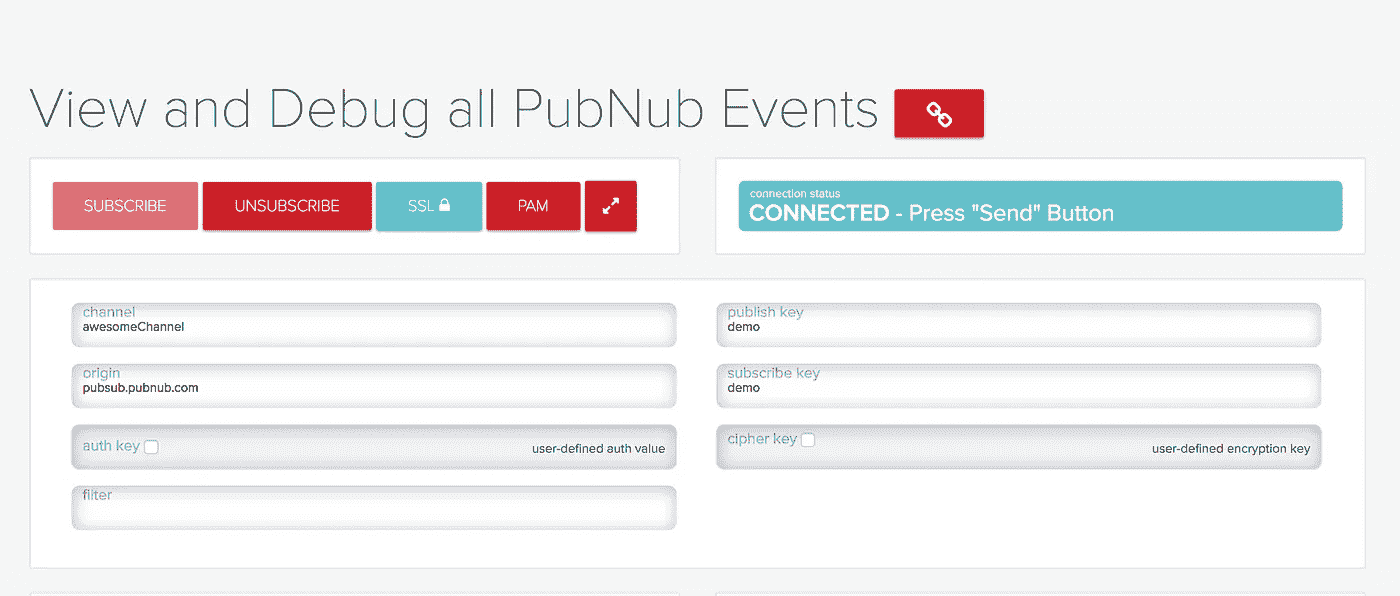 View and Debug all PubNub Events
SUBSCRIBE
UNSUBSCRIBE
SSL
PAM
connection status
CONNECTED - Press "Send" Button
channel
awesomeChannel
publish key
demo
origin
pubsub.pubnub.com
subscribe key
demo
auth key
user-defined auth value
cipher key
user-defined encryption key
filter